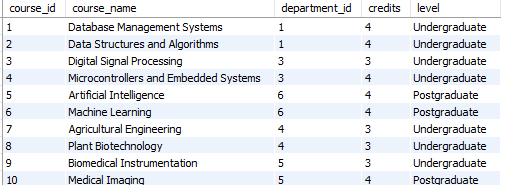 course_id course_name department_id credits level
1 Database Management Systems 1 4 Undergraduate
2 Data Structures and Algorithms 1 4 Undergraduate
3 Digital Signal Processing 3 3 Undergraduate
4 Microcontrollers and Embedded Systems 3 4 Undergraduate
5 Artificial Intelligence 6 4 Postgraduate
6 Machine Learning 6 4 Postgraduate
7 Agricultural Engineering 4 3 Undergraduate
8 Plant Biotechnology 4 3 Undergraduate
9 Biomedical Instrumentation 5 3 Undergraduate
10 Medical Imaging 5 4 Postgraduate